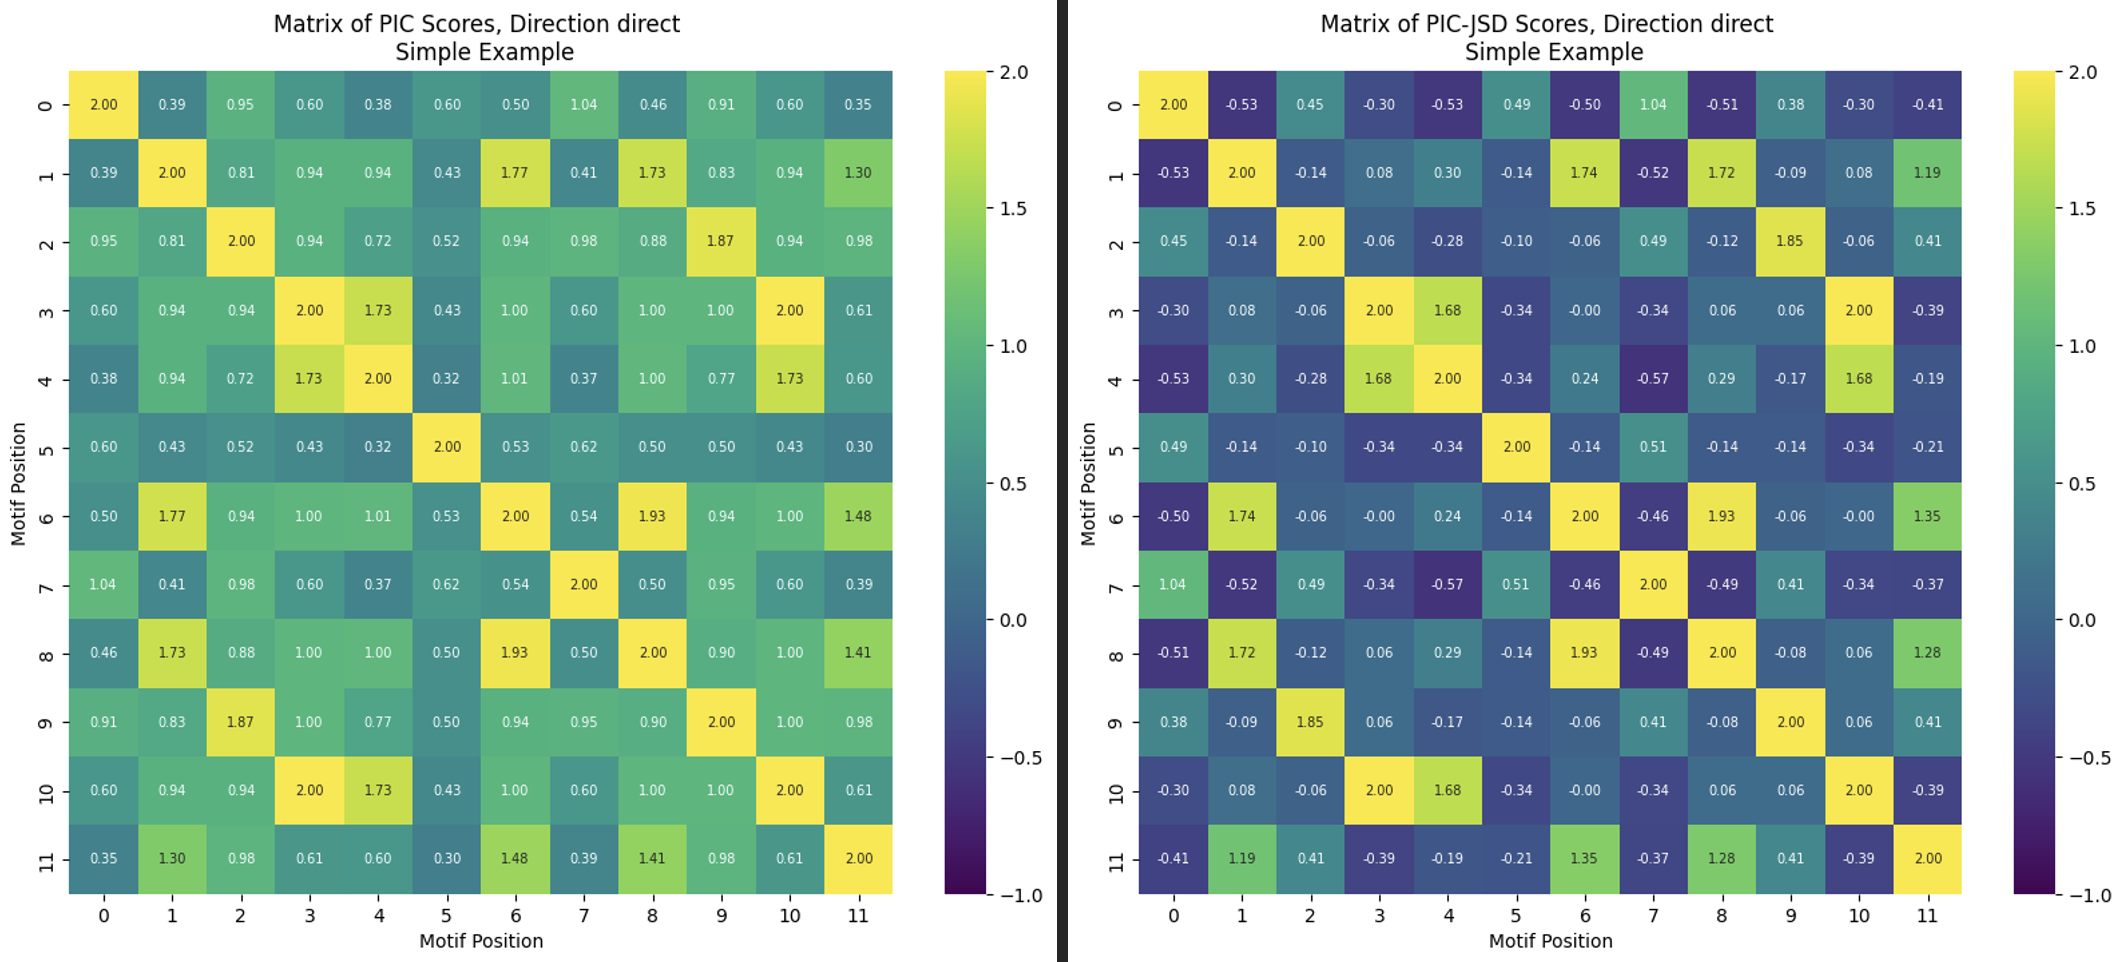 Matrix of PIC Scores, Direction direct
Simple Example
0 2.00 0.39 0.95 0.60 0.38 0.60 0.50 1.04 0.46 0.91 0.60 0.35
1 0.39 2.00 0.81 0.94 0.94 0.43 1.77 0.41 1.73 0.83 0.94 1.30
2 0.95 0.81 2.00 0.94 0.72 0.52 0.94 0.98 0.88 1.87 0.94 0.98
3 0.60 0.94 0.94 2.00 1.73 0.43 1.00 0.60 1.00 1.00 2.00 0.61
4 0.38 0.94 0.72 1.73 2.00 0.32 1.01 0.37 1.00 0.77 1.73 0.60
5 0.60 0.43 0.52 0.43 0.32 2.00 0.53 0.62 0.50 0.50 0.43 0.30
6 0.50 1.77 0.94 1.00 1.01 0.53 2.00 0.54 1.93 0.94 1.00 1.48
7 1.04 0.41 0.98 0.60 0.37 0.62 0.54 2.00 0.50 0.95 0.60 0.39
8 0.46 1.73 0.88 1.00 1.00 0.50 1.93 0.50 2.00 0.90 1.00 1.41
9 0.91 0.83 1.87 1.00 0.77 0.50 0.94 0.95 0.90 2.00 1.00 0.98
10 0.60 0.94 0.94 2.00 1.73 0.43 1.00 0.60 1.00 1.00 2.00 0.61
11 0.35 1.30 0.98 0.61 0.60 0.30 1.48 0.39 1.41 0.98 0.61 2.00
0 1 2 3 4 5 6 7 8 9 10 11
Motif Position
Motif Position
2.0
1.5
1.0
0.5
0.0
−0.5
−1.0
Matrix of PIC-JSD Scores, Direction direct
Simple Example
0 2.00 -0.53 0.45 -0.30 -0.53 0.49 -0.50 1.04 -0.51 0.38 -0.30 -0.41
1 -0.53 2.00 -0.14 0.08 0.30 -0.14 1.74 -0.52 1.72 -0.09 0.08 1.19
2 0.45 -0.14 2.00 -0.06 -0.28 -0.10 -0.06 0.49 -0.12 1.85 -0.06 0.41
3 -0.30 0.08 -0.06 2.00 1.68 -0.34 -0.00 -0.34 0.06 0.06 2.00 -0.39
4 -0.53 0.30 -0.28 1.68 2.00 -0.34 0.24 -0.57 0.29 -0.17 1.68 -0.19
5 0.49 -0.14 -0.10 -0.34 -0.34 2.00 -0.14 0.51 -0.14 -0.14 -0.34 -0.21
6 -0.50 1.74 -0.06 -0.00 0.24 -0.14 2.00 -0.46 1.93 -0.06 -0.00 1.35
7 1.04 -0.52 0.49 -0.34 -0.57 0.51 -0.46 2.00 -0.49 0.41 -0.34 -0.37
8 -0.51 1.72 -0.12 0.06 0.29 -0.14 1.93 -0.49 2.00 -0.08 0.06 1.28
9 0.38 -0.09 1.85 0.06 -0.17 -0.14 -0.06 0.41 -0.08 2.00 0.06 0.41
10 -0.30 0.08 -0.06 2.00 1.68 -0.34 -0.00 -0.34 0.06 0.06 2.00 -0.39
11 -0.41 1.19 0.41 -0.39 -0.19 -0.21 1.35 -0.37 1.28 0.41 -0.39 2.00
0 1 2 3 4 5 6 7 8 9 10 11
Motif Position
Motif Position
2.0
1.5
1.0
0.5
0.0
−0.5
−1.0